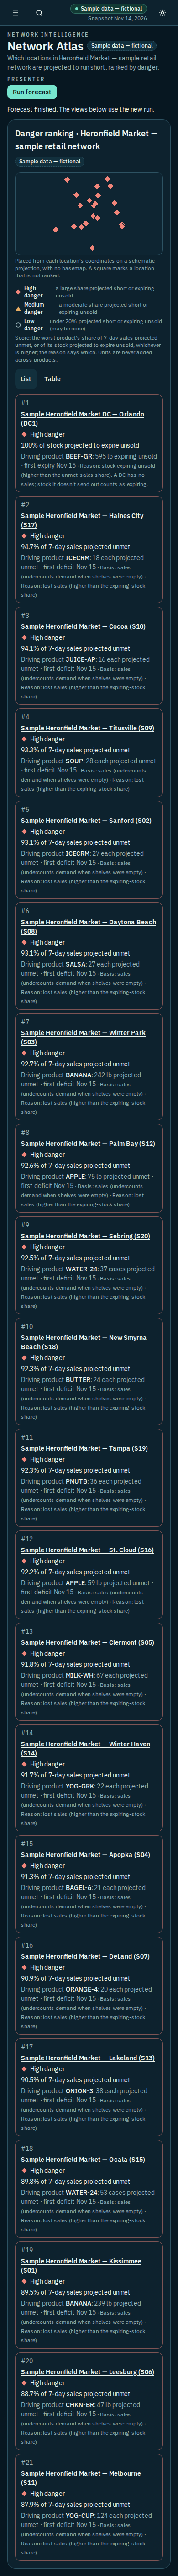 Sample data — fictional
Snapshot Nov 14, 2026
NETWORK INTELLIGENCE
Network Atlas Sample data — fictional
Which locations in Heronfield Market — sample retail
network are projected to run short, ranked by danger.
PRESENTER
Run forecast
Forecast finished. The views below use the new run.
Danger ranking · Heronfield Market —
sample retail network
Sample data — fictional
Placed from each location's coordinates on a schematic
projection, with no basemap. A square marks a location
that is not ranked.
High danger a large share projected short or expiring unsold
Medium danger a moderate share projected short or expiring unsold
Low danger under 20% projected short or expiring unsold (may be none)
Score: the worst product's share of 7-day sales projected
unmet, or of its stock projected to expire unsold, whichever
is higher; the reason says which. Units are never added
across products.
List Table
#1
Sample Heronfield Market DC — Orlando
(DC1)
High danger
100% of stock projected to expire unsold
Driving product BEEF-GR: 595 lb expiring unsold
· first expiry Nov 15 · Reason: stock expiring unsold
(higher than the unmet-sales share). A DC has no
sales; stock it doesn't send out counts as expiring.
#2
Sample Heronfield Market — Haines City
(S17)
High danger
94.7% of 7-day sales projected unmet
Driving product ICECRM: 18 each projected
unmet · first deficit Nov 15 · Basis: sales
(undercounts demand when shelves were empty) ·
Reason: lost sales (higher than the expiring-stock
share)
#3
Sample Heronfield Market — Cocoa (S10)
High danger
94.1% of 7-day sales projected unmet
Driving product JUICE-AP: 16 each projected
unmet · first deficit Nov 15 · Basis: sales
(undercounts demand when shelves were empty) ·
Reason: lost sales (higher than the expiring-stock
share)
#4
Sample Heronfield Market — Titusville (S09)
High danger
93.3% of 7-day sales projected unmet
Driving product SOUP: 28 each projected unmet
· first deficit Nov 15 · Basis: sales (undercounts
demand when shelves were empty) · Reason: lost
sales (higher than the expiring-stock share)
#5
Sample Heronfield Market — Sanford (S02)
High danger
93.1% of 7-day sales projected unmet
Driving product ICECRM: 27 each projected
unmet · first deficit Nov 15 · Basis: sales
(undercounts demand when shelves were empty) ·
Reason: lost sales (higher than the expiring-stock
share)
#6
Sample Heronfield Market — Daytona Beach
(S08)
High danger
93.1% of 7-day sales projected unmet
Driving product SALSA: 27 each projected
unmet · first deficit Nov 15 · Basis: sales
(undercounts demand when shelves were empty) ·
Reason: lost sales (higher than the expiring-stock
share)
#7
Sample Heronfield Market — Winter Park
(S03)
High danger
92.7% of 7-day sales projected unmet
Driving product BANANA: 242 lb projected
unmet · first deficit Nov 15 · Basis: sales
(undercounts demand when shelves were empty) ·
Reason: lost sales (higher than the expiring-stock
share)
#8
Sample Heronfield Market — Palm Bay (S12)
High danger
92.6% of 7-day sales projected unmet
Driving product APPLE: 75 lb projected unmet ·
first deficit Nov 15 · Basis: sales (undercounts
demand when shelves were empty) · Reason: lost
sales (higher than the expiring-stock share)
#9
Sample Heronfield Market — Sebring (S20)
High danger
92.5% of 7-day sales projected unmet
Driving product WATER-24: 37 cases projected
unmet · first deficit Nov 15 · Basis: sales
(undercounts demand when shelves were empty) ·
Reason: lost sales (higher than the expiring-stock
share)
#10
Sample Heronfield Market — New Smyrna
Beach (S18)
High danger
92.3% of 7-day sales projected unmet
Driving product BUTTER: 24 each projected
unmet · first deficit Nov 15 · Basis: sales
(undercounts demand when shelves were empty) ·
Reason: lost sales (higher than the expiring-stock
share)
#11
Sample Heronfield Market — Tampa (S19)
High danger
92.3% of 7-day sales projected unmet
Driving product PNUTB: 36 each projected
unmet · first deficit Nov 15 · Basis: sales
(undercounts demand when shelves were empty) ·
Reason: lost sales (higher than the expiring-stock
share)
#12
Sample Heronfield Market — St. Cloud (S16)
High danger
92.2% of 7-day sales projected unmet
Driving product APPLE: 59 lb projected unmet ·
first deficit Nov 15 · Basis: sales (undercounts
demand when shelves were empty) · Reason: lost
sales (higher than the expiring-stock share)
#13
Sample Heronfield Market — Clermont (S05)
High danger
91.8% of 7-day sales projected unmet
Driving product MILK-WH: 67 each projected
unmet · first deficit Nov 15 · Basis: sales
(undercounts demand when shelves were empty) ·
Reason: lost sales (higher than the expiring-stock
share)
#14
Sample Heronfield Market — Winter Haven
(S14)
High danger
91.7% of 7-day sales projected unmet
Driving product YOG-GRK: 22 each projected
unmet · first deficit Nov 15 · Basis: sales
(undercounts demand when shelves were empty) ·
Reason: lost sales (higher than the expiring-stock
share)
#15
Sample Heronfield Market — Apopka (S04)
High danger
91.3% of 7-day sales projected unmet
Driving product BAGEL-6: 21 each projected
unmet · first deficit Nov 15 · Basis: sales
(undercounts demand when shelves were empty) ·
Reason: lost sales (higher than the expiring-stock
share)
#16
Sample Heronfield Market — DeLand (S07)
High danger
90.9% of 7-day sales projected unmet
Driving product ORANGE-4: 20 each projected
unmet · first deficit Nov 15 · Basis: sales
(undercounts demand when shelves were empty) ·
Reason: lost sales (higher than the expiring-stock
share)
#17
Sample Heronfield Market — Lakeland (S13)
High danger
90.5% of 7-day sales projected unmet
Driving product ONION-3: 38 each projected
unmet · first deficit Nov 15 · Basis: sales
(undercounts demand when shelves were empty) ·
Reason: lost sales (higher than the expiring-stock
share)
#18
Sample Heronfield Market — Ocala (S15)
High danger
89.8% of 7-day sales projected unmet
Driving product WATER-24: 53 cases projected
unmet · first deficit Nov 15 · Basis: sales
(undercounts demand when shelves were empty) ·
Reason: lost sales (higher than the expiring-stock
share)
#19
Sample Heronfield Market — Kissimmee
(S01)
High danger
89.5% of 7-day sales projected unmet
Driving product BANANA: 239 lb projected
unmet · first deficit Nov 15 · Basis: sales
(undercounts demand when shelves were empty) ·
Reason: lost sales (higher than the expiring-stock
share)
#20
Sample Heronfield Market — Leesburg (S06)
High danger
88.7% of 7-day sales projected unmet
Driving product CHKN-BR: 47 lb projected
unmet · first deficit Nov 15 · Basis: sales
(undercounts demand when shelves were empty) ·
Reason: lost sales (higher than the expiring-stock
share)
#21
Sample Heronfield Market — Melbourne
(S11)
High danger
87.9% of 7-day sales projected unmet
Driving product YOG-CUP: 124 each projected
unmet · first deficit Nov 15 · Basis: sales
(undercounts demand when shelves were empty) ·
Reason: lost sales (higher than the expiring-stock
share)